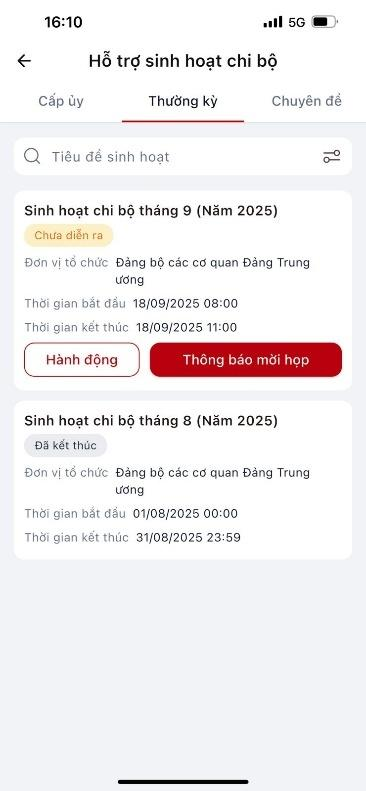 16:10 5G
Hỗ trợ sinh hoạt chi bộ
Cấp ủy Thường kỳ Chuyên đề
Tiêu đề sinh hoạt
Sinh hoạt chi bộ tháng 9 (Năm 2025)
Chưa diễn ra
Đơn vị tổ chức Đảng bộ các cơ quan Đảng Trung
ương
Thời gian bắt đầu 18/09/2025 08:00
Thời gian kết thúc 18/09/2025 11:00
Hành động Thông báo mời họp
Sinh hoạt chi bộ tháng 8 (Năm 2025)
Đã kết thúc
Đơn vị tổ chức Đảng bộ các cơ quan Đảng Trung
ương
Thời gian bắt đầu 01/08/2025 00:00
Thời gian kết thúc 31/08/2025 23:59